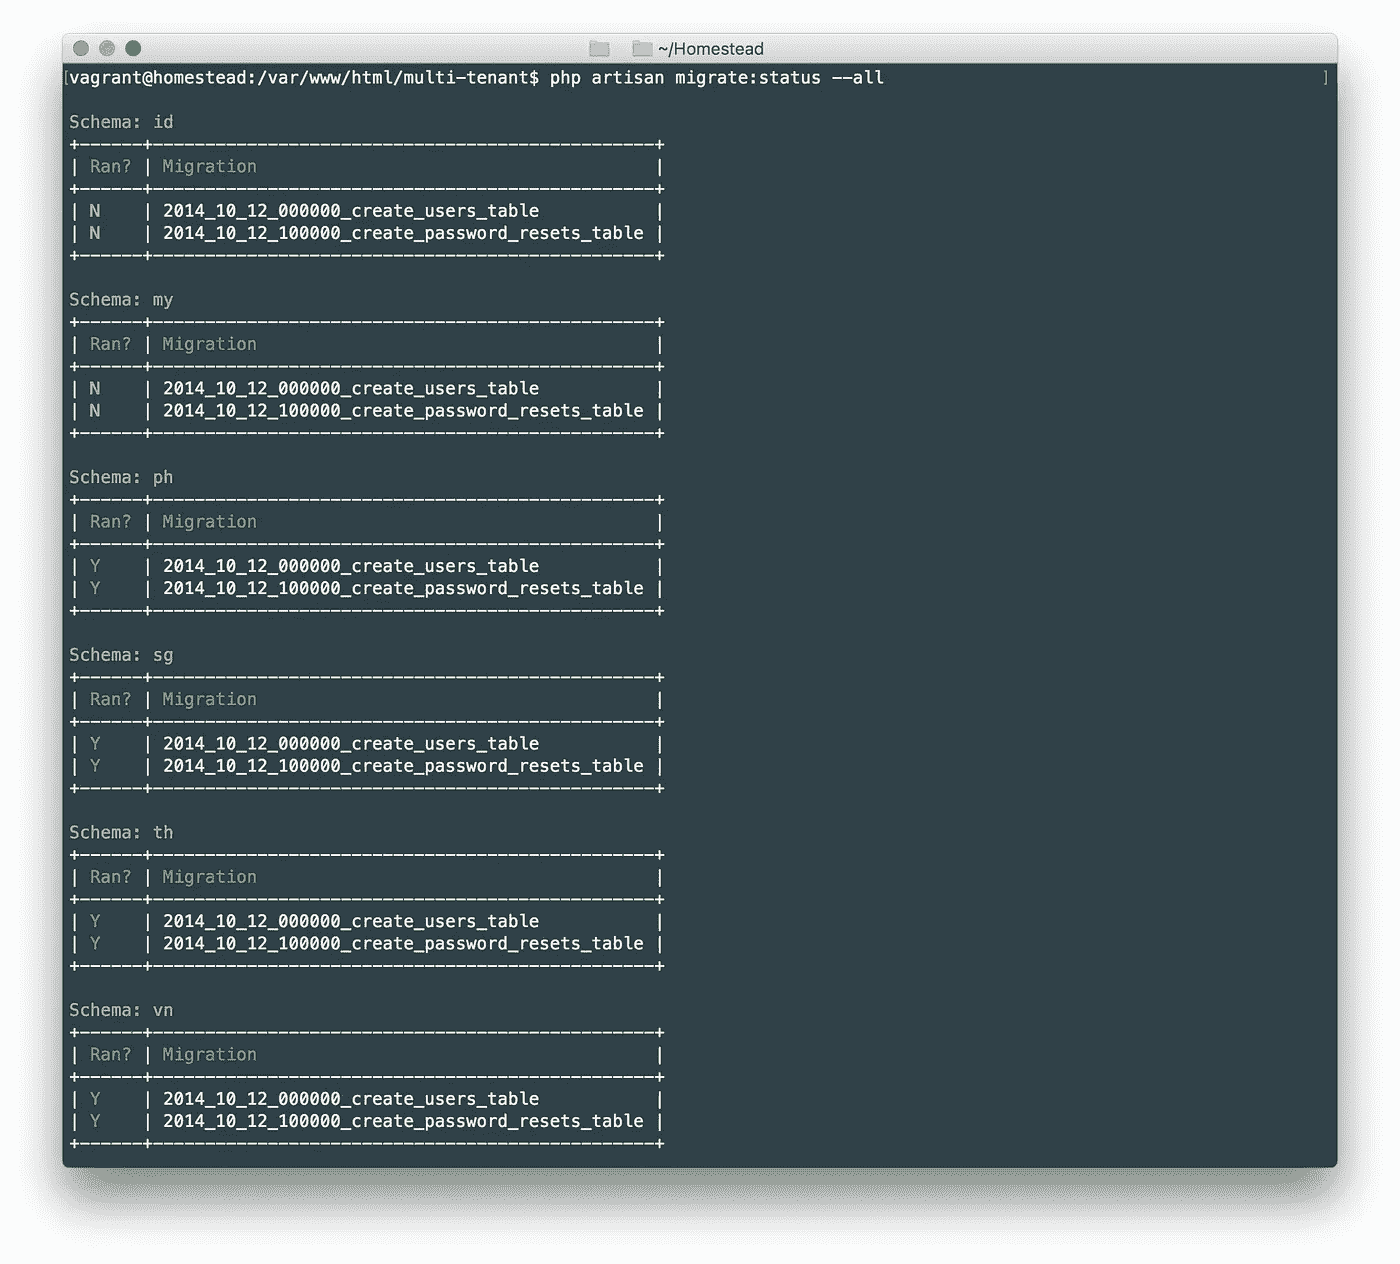 ~/Homestead
[vagrant@homestead:/var/www/html/multi-tenant$ php artisan migrate:status --all ]
Schema: id
+------+------------------------------------------------+
| Ran? | Migration                                      |
+------+------------------------------------------------+
| N    | 2014_10_12_000000_create_users_table           |
| N    | 2014_10_12_100000_create_password_resets_table |
+------+------------------------------------------------+
Schema: my
+------+------------------------------------------------+
| Ran? | Migration                                      |
+------+------------------------------------------------+
| N    | 2014_10_12_000000_create_users_table           |
| N    | 2014_10_12_100000_create_password_resets_table |
+------+------------------------------------------------+
Schema: ph
+------+------------------------------------------------+
| Ran? | Migration                                      |
+------+------------------------------------------------+
| Y    | 2014_10_12_000000_create_users_table           |
| Y    | 2014_10_12_100000_create_password_resets_table |
+------+------------------------------------------------+
Schema: sg
+------+------------------------------------------------+
| Ran? | Migration                                      |
+------+------------------------------------------------+
| Y    | 2014_10_12_000000_create_users_table           |
| Y    | 2014_10_12_100000_create_password_resets_table |
+------+------------------------------------------------+
Schema: th
+------+------------------------------------------------+
| Ran? | Migration                                      |
+------+------------------------------------------------+
| Y    | 2014_10_12_000000_create_users_table           |
| Y    | 2014_10_12_100000_create_password_resets_table |
+------+------------------------------------------------+
Schema: vn
+------+------------------------------------------------+
| Ran? | Migration                                      |
+------+------------------------------------------------+
| Y    | 2014_10_12_000000_create_users_table           |
| Y    | 2014_10_12_100000_create_password_resets_table |
+------+------------------------------------------------+